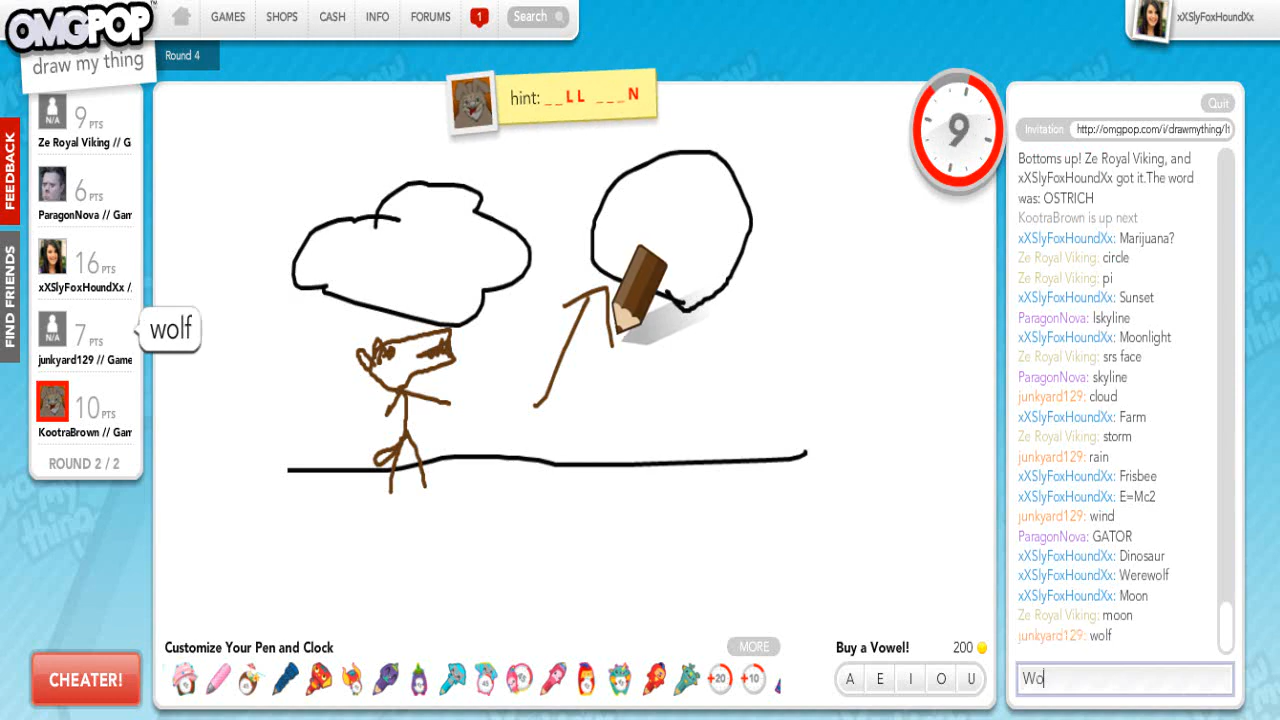 OMGPOP
GAMES
SHOPS
CASH
INFO
FORUMS
1
Search
xXSlyFoxHoundXx
draw my thing
Round 4
FEEDBACK
FIND FRIENDS
N/A
9 PTS
Ze Royal Viking // G
6 PTS
ParagonNova // Gam
16 PTS
xXSlyFoxHoundXx //
N/A
7 PTS
junkyard129 // Game
10 PTS
KootraBrown // Gam
ROUND 2 / 2
wolf
hint: _ _ L L _ _ _ N
9
Quit
Invitation
http://omgpop.com/i/drawmything/
Bottoms up! Ze Royal Viking, and
xXSlyFoxHoundXx got it.The word
was: OSTRICH
KootraBrown is up next
xXSlyFoxHoundXx: Marijuana?
Ze Royal Viking: circle
Ze Royal Viking: pi
xXSlyFoxHoundXx: Sunset
ParagonNova: lskyline
xXSlyFoxHoundXx: Moonlight
Ze Royal Viking: srs face
ParagonNova: skyline
junkyard129: cloud
xXSlyFoxHoundXx: Farm
Ze Royal Viking: storm
junkyard129: rain
xXSlyFoxHoundXx: Frisbee
xXSlyFoxHoundXx: E=Mc2
junkyard129: wind
ParagonNova: GATOR
xXSlyFoxHoundXx: Dinosaur
xXSlyFoxHoundXx: Werewolf
xXSlyFoxHoundXx: Moon
Ze Royal Viking: moon
junkyard129: wolf
Wo
CHEATER!
Customize Your Pen and Clock
MORE
+20
+10
Buy a Vowel!
200
A E I O U